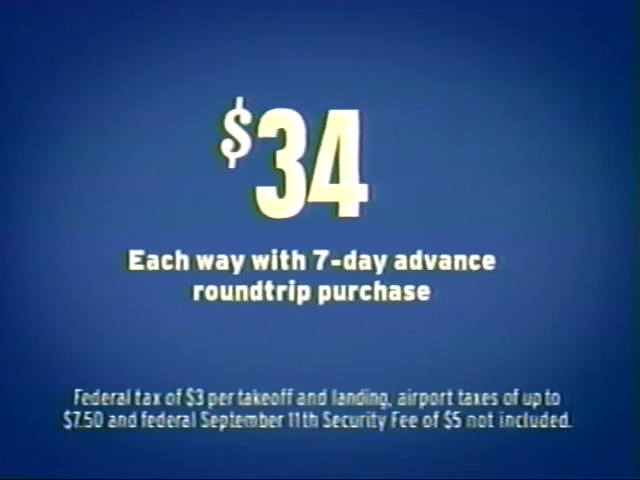 $34
Each way with 7-day advance
roundtrip purchase
Federal tax of $3 per takeoff and landing, airport taxes of up to
$7.50 and federal September 11th Security Fee of $5 not included.